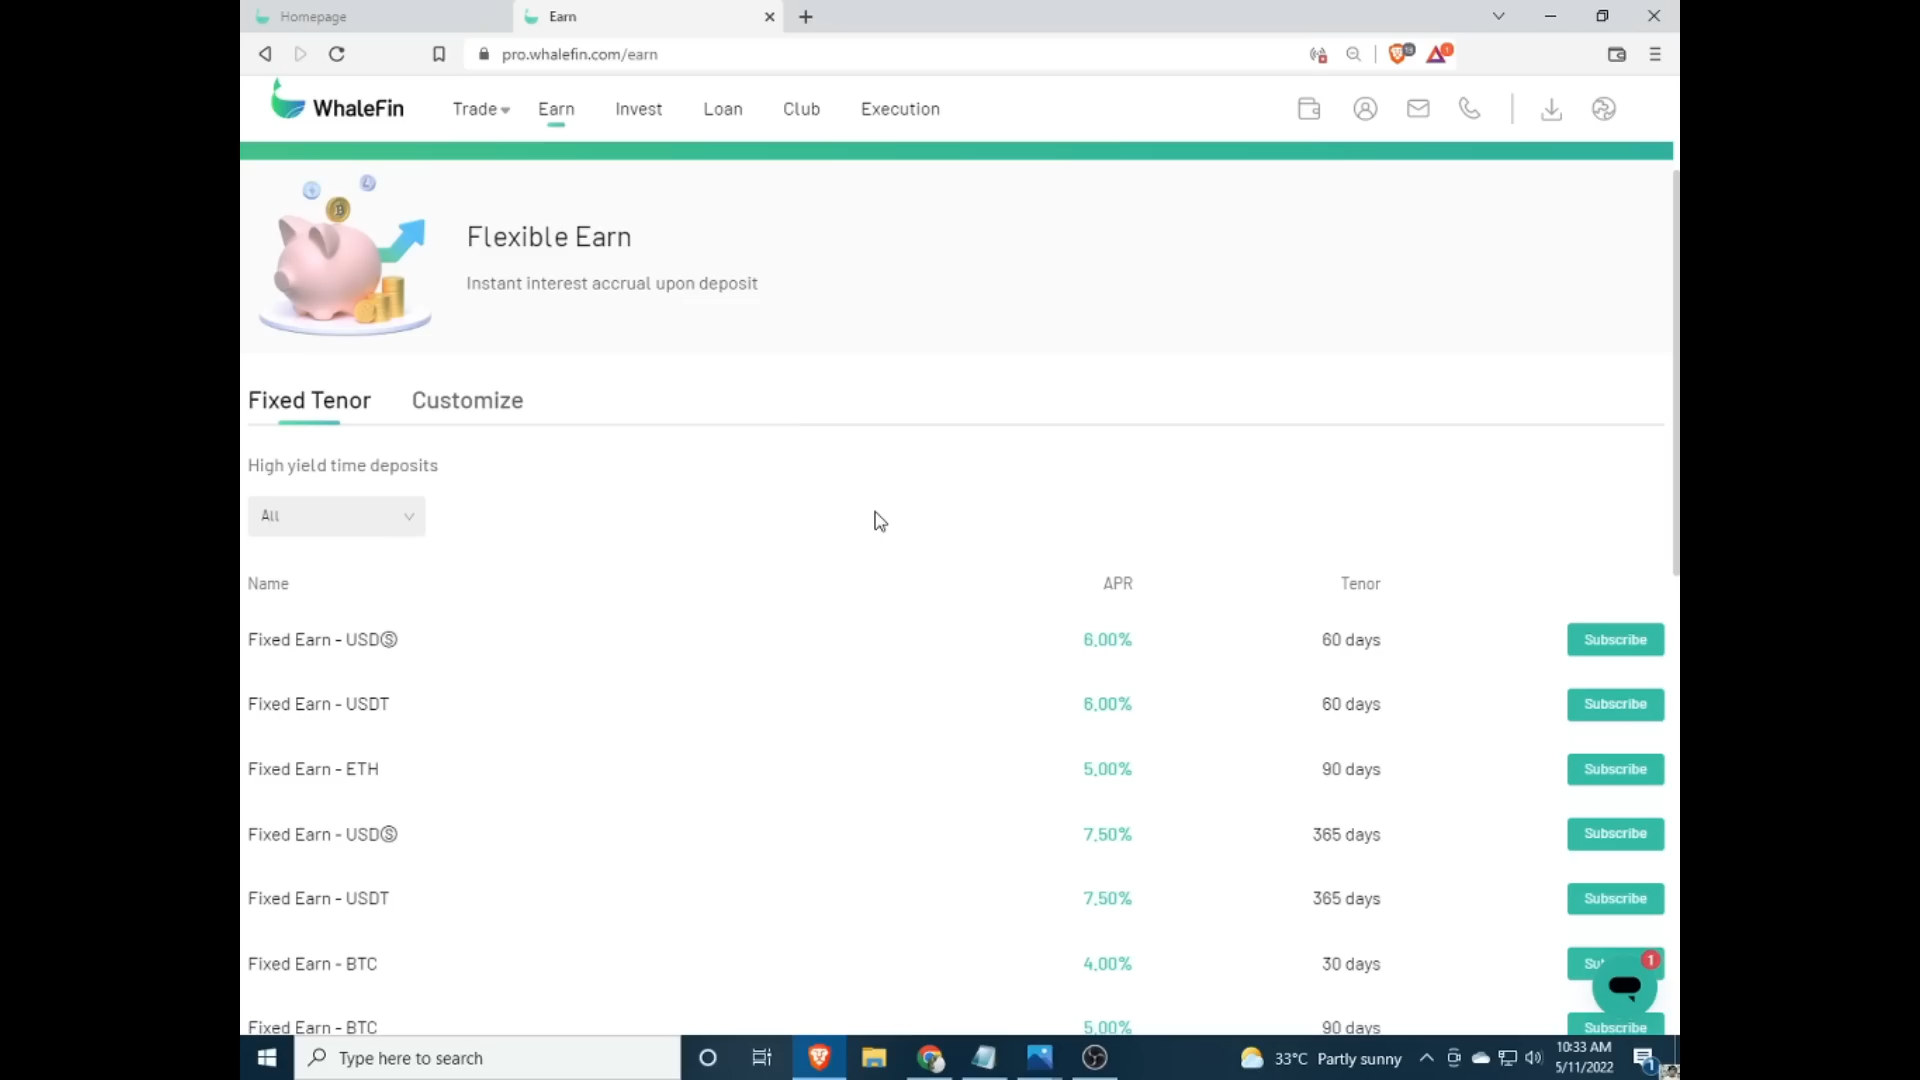 Homepage
Earn
pro.whalefin.com/earn
18
1
WhaleFin
Trade Earn Invest Loan Club Execution
Flexible Earn
Instant interest accrual upon deposit
Fixed Tenor Customize
High yield time deposits
All
Name APR Tenor
Fixed Earn - USDⓈ 6.00% 60 days Subscribe
Fixed Earn - USDT 6.00% 60 days Subscribe
Fixed Earn - ETH 5.00% 90 days Subscribe
Fixed Earn - USDⓈ 7.50% 365 days Subscribe
Fixed Earn - USDT 7.50% 365 days Subscribe
Fixed Earn - BTC 4.00% 30 days Su
1
Fixed Earn - BTC 5.00% 90 days Subscribe
Type here to search
33°C Partly sunny
10:33 AM
5/11/2022
1